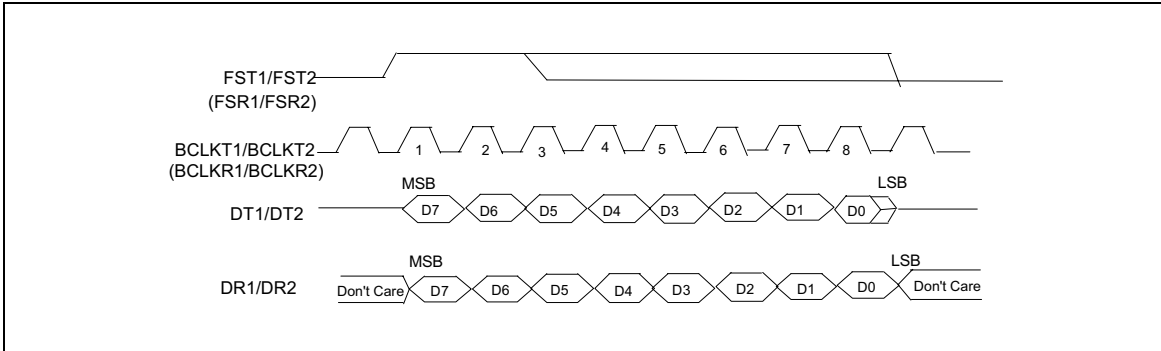 FST1/FST2
(FSR1/FSR2)
BCLKT1/BCLKT2
(BCLKR1/BCLKR2)
1 2 3 4 5 6 7 8
MSB LSB
DT1/DT2
D7 D6 D5 D4 D3 D2 D1 D0
MSB LSB
DR1/DR2
Don't Care D7 D6 D5 D4 D3 D2 D1 D0 Don't Care